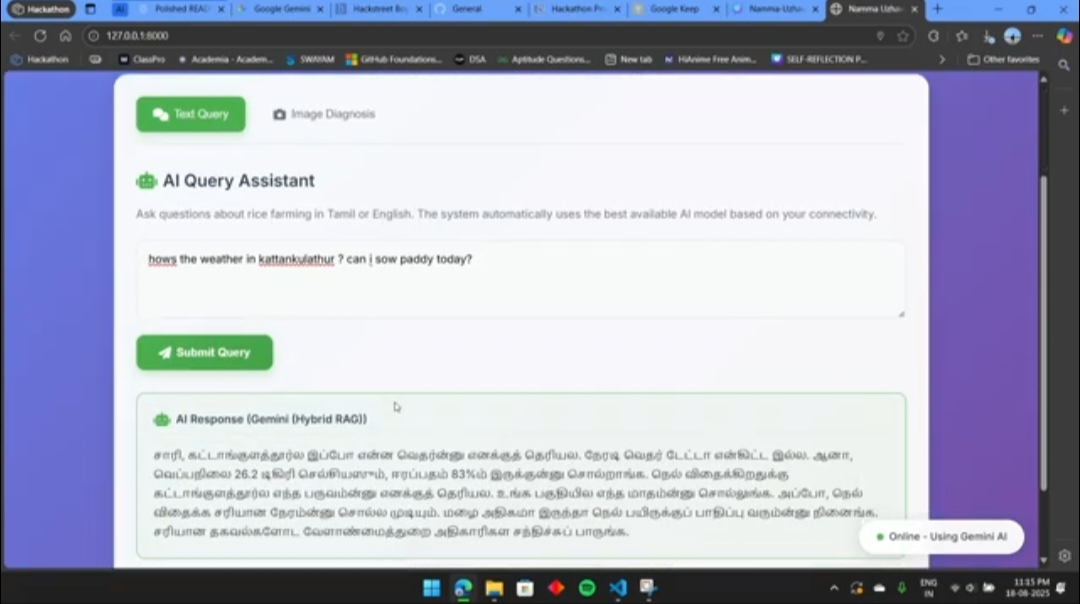 Hackathon
AI
Polished READ
Google Gemini
Hackstreet Bo
General
Hackathon Pr
Google Keep
Namma-Uzha
Namma Uzha
127.0.0.1:8000
Hackathon
ClassPro
Academia - Academ...
SWAYAM
GitHub Foundations...
DSA
Aptitude Questions...
New tab
HiAnime Free Anim...
SELF-REFLECTION P...
Other favorites
Text Query
Image Diagnosis
AI Query Assistant
Ask questions about rice farming in Tamil or English. The system automatically uses the best available AI model based on your connectivity.
hows the weather in kattankulathur ? can i sow paddy today?
Submit Query
AI Response (Gemini (Hybrid RAG))
சாரி, கட்டாங்குளத்தூர்ல இப்போ என்ன வெதர்ன்னு எனக்குத் தெரியல. நேரடி வெதர் டேட்டா என்கிட்ட இல்ல. ஆனா,
வெப்பநிலை 26.2 டிகிரி செல்சியஸும், ஈரப்பதம் 83%ம் இருக்குன்னு சொல்றாங்க. நெல் விதைக்கிறதுக்கு
கட்டாங்குளத்தூர்ல எந்த பருவம்ன்னு எனக்குத் தெரியல. உங்க பகுதியில எந்த மாதம்ன்னு சொல்லுங்க. அப்போ, நெல்
விதைக்க சரியான நேரம்ன்னு சொல்ல முடியும். மழை அதிகமா இருந்தா நெல் பயிருக்குப் பாதிப்பு வரும்ன்னு நினைங்க.
சரியான தகவல்களோட வேளாண்மைத்துறை அதிகாரிகள சந்திச்சுப் பாருங்க.
Online - Using Gemini AI
ENG
IN
11:15 PM
18-08-2025